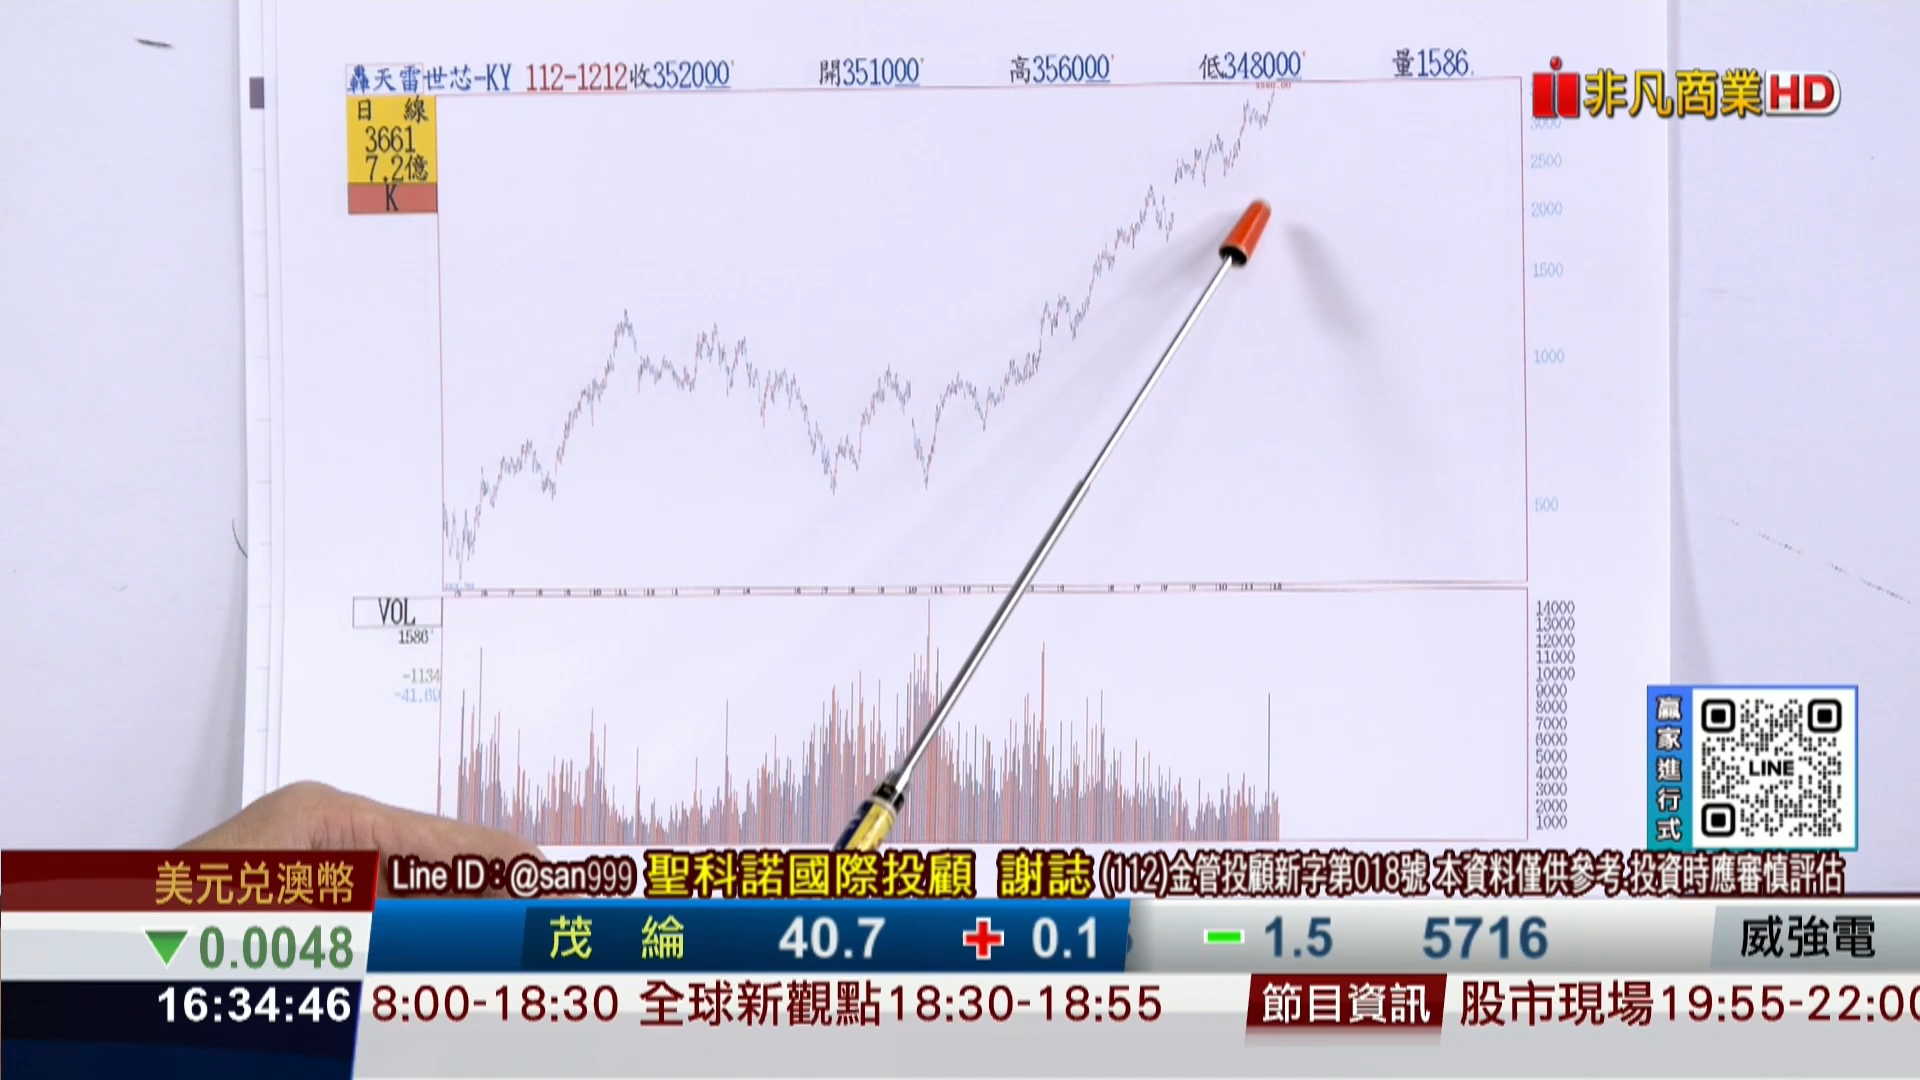 轟天雷世芯-KY 112-1212收352000 開351000 高356000 低348000 量1586
非凡商業HD
日 線
3661
7.2億
K
3560.00
3000
2500
2000
1500
1000
500
VOL
1586
-1134
14000
13000
12000
11000
10000
9000
8000
7000
6000
5000
4000
3000
2000
1000
贏家進行式
LINE
美元兌澳幣
Line ID:@san999 聖科諾國際投顧 謝誌 (112)金管投顧新字第018號 本資料僅供參考.投資時應審慎評估
▼0.0048 茂 綸 40.7 + 0.1 - 1.5 5716 威強電
16:34:46 8:00-18:30 全球新觀點18:30-18:55 節目資訊 股市現場19:55-22:00